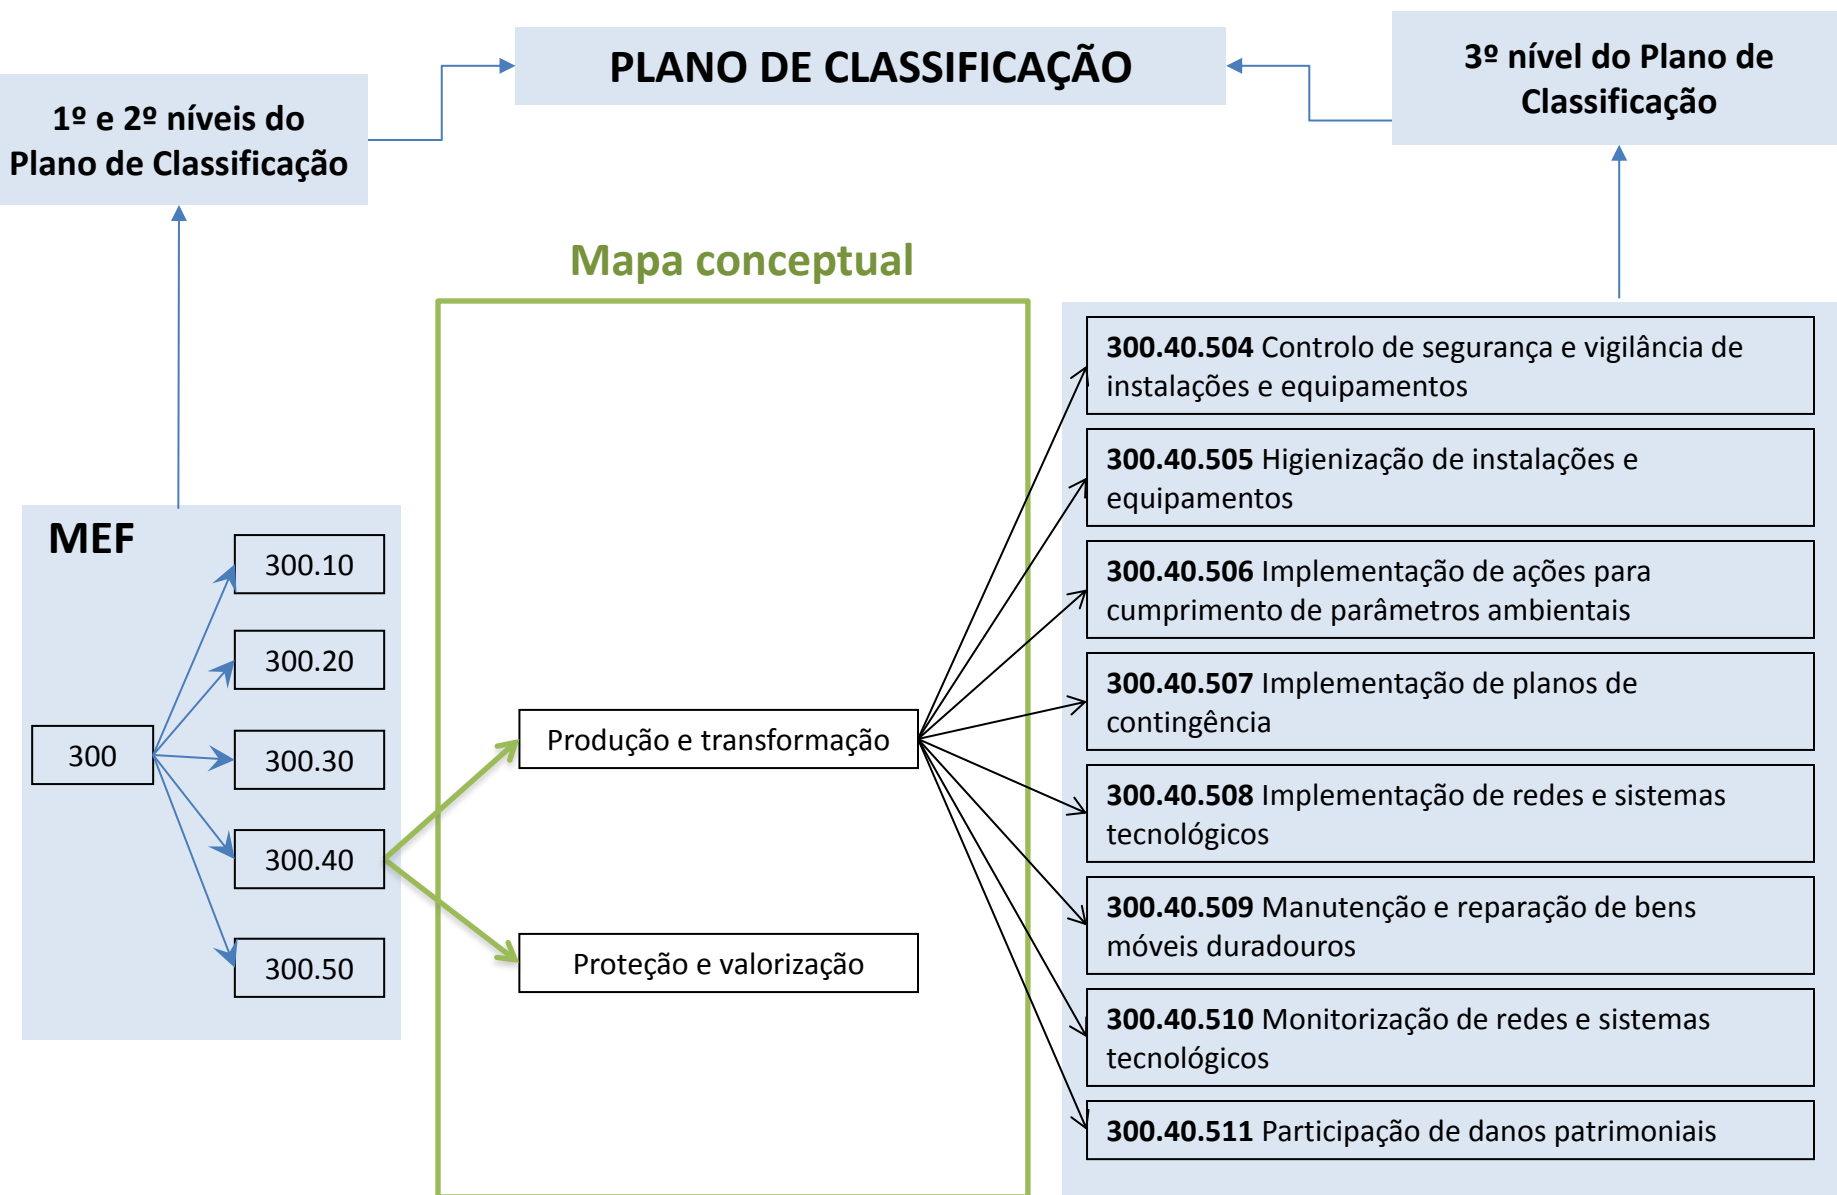 PLANO DE CLASSIFICAÇÃO
1º e 2º níveis do
Plano de Classificação
3º nível do Plano de
Classificação
Mapa conceptual
MEF
300
300.10
300.20
300.30
300.40
300.50
Produção e transformação
Proteção e valorização
300.40.504 Controlo de segurança e vigilância de
instalações e equipamentos
300.40.505 Higienização de instalações e
equipamentos
300.40.506 Implementação de ações para
cumprimento de parâmetros ambientais
300.40.507 Implementação de planos de
contingência
300.40.508 Implementação de redes e sistemas
tecnológicos
300.40.509 Manutenção e reparação de bens
móveis duradouros
300.40.510 Monitorização de redes e sistemas
tecnológicos
300.40.511 Participação de danos patrimoniais